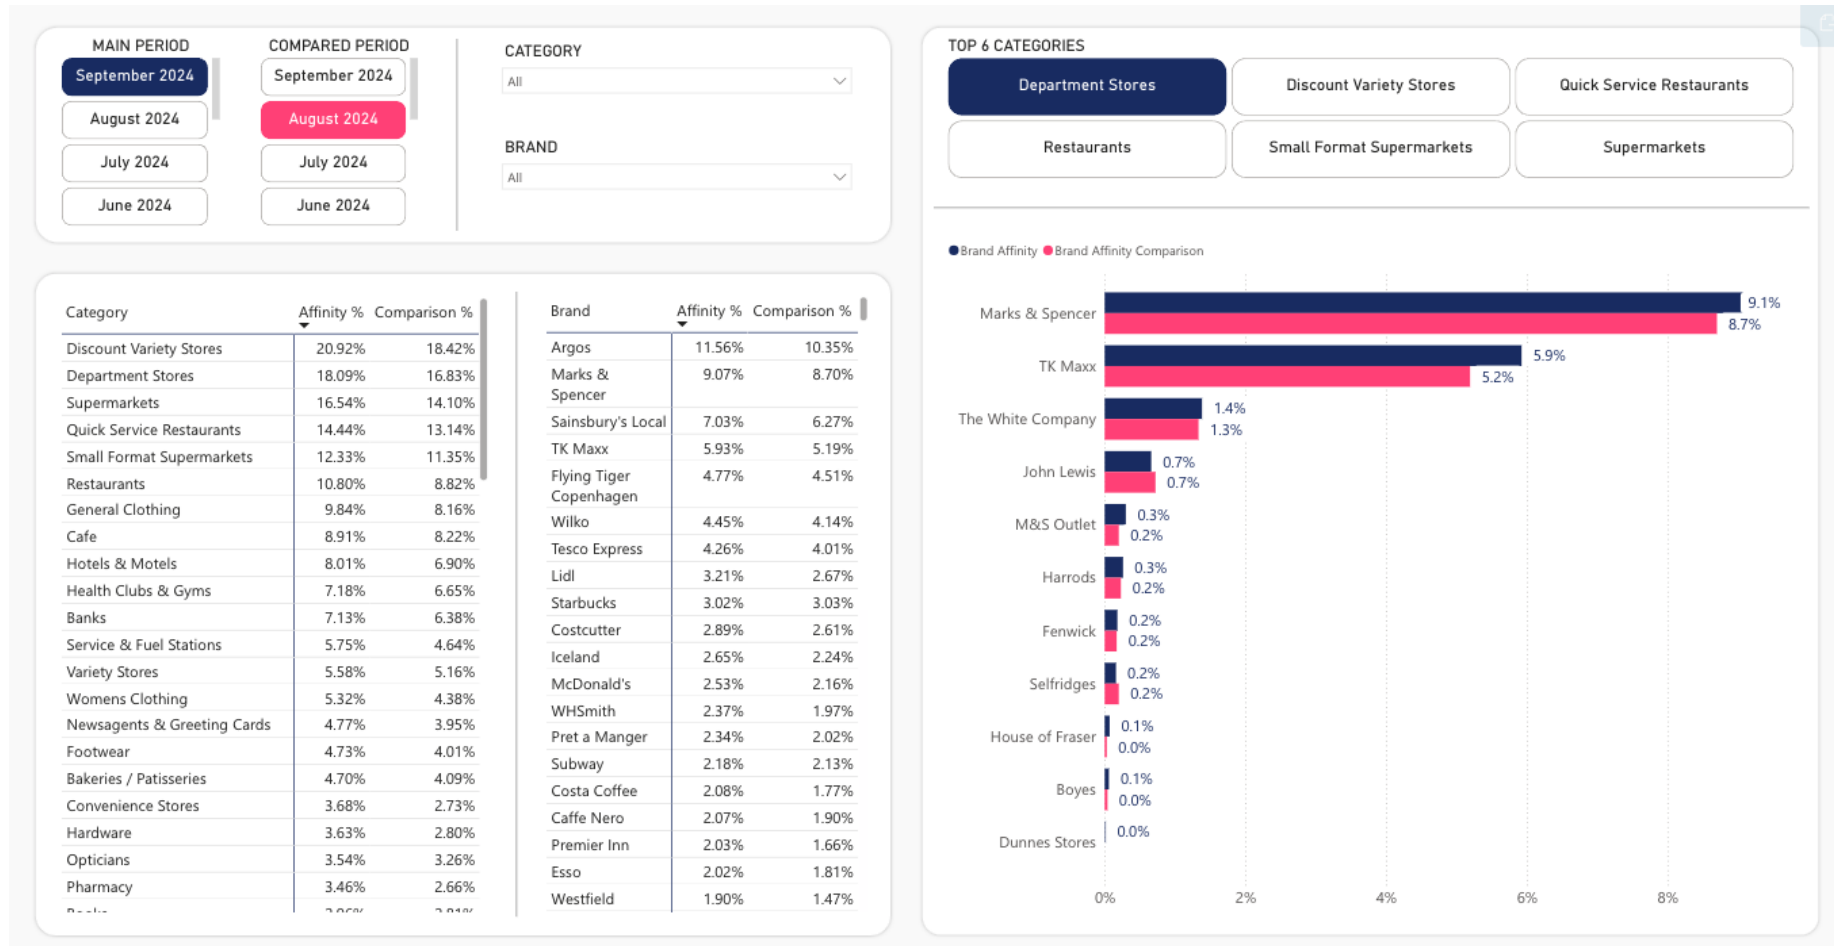 MAIN PERIOD
COMPARED PERIOD
September 2024
September 2024
August 2024
August 2024
July 2024
July 2024
June 2024
June 2024
CATEGORY
All
BRAND
All
Category Affinity % Comparison %
Discount Variety Stores 20.92% 18.42%
Department Stores 18.09% 16.83%
Supermarkets 16.54% 14.10%
Quick Service Restaurants 14.44% 13.14%
Small Format Supermarkets 12.33% 11.35%
Restaurants 10.80% 8.82%
General Clothing 9.84% 8.16%
Cafe 8.91% 8.22%
Hotels & Motels 8.01% 6.90%
Health Clubs & Gyms 7.18% 6.65%
Banks 7.13% 6.38%
Service & Fuel Stations 5.75% 4.64%
Variety Stores 5.58% 5.16%
Womens Clothing 5.32% 4.38%
Newsagents & Greeting Cards 4.77% 3.95%
Footwear 4.73% 4.01%
Bakeries / Patisseries 4.70% 4.09%
Convenience Stores 3.68% 2.73%
Hardware 3.63% 2.80%
Opticians 3.54% 3.26%
Pharmacy 3.46% 2.66%
Brand Affinity % Comparison %
Argos 11.56% 10.35%
Marks & 9.07% 8.70%
Spencer
Sainsbury's Local 7.03% 6.27%
TK Maxx 5.93% 5.19%
Flying Tiger 4.77% 4.51%
Copenhagen
Wilko 4.45% 4.14%
Tesco Express 4.26% 4.01%
Lidl 3.21% 2.67%
Starbucks 3.02% 3.03%
Costcutter 2.89% 2.61%
Iceland 2.65% 2.24%
McDonald's 2.53% 2.16%
WHSmith 2.37% 1.97%
Pret a Manger 2.34% 2.02%
Subway 2.18% 2.13%
Costa Coffee 2.08% 1.77%
Caffe Nero 2.07% 1.90%
Premier Inn 2.03% 1.66%
Esso 2.02% 1.81%
Westfield 1.90% 1.47%
TOP 6 CATEGORIES
Department Stores
Discount Variety Stores
Quick Service Restaurants
Restaurants
Small Format Supermarkets
Supermarkets
Brand Affinity Brand Affinity Comparison
Marks & Spencer 9.1%
8.7%
TK Maxx 5.9%
5.2%
The White Company 1.4%
1.3%
John Lewis 0.7%
0.7%
M&S Outlet 0.3%
0.2%
Harrods 0.3%
0.2%
Fenwick 0.2%
0.2%
Selfridges 0.2%
0.2%
House of Fraser 0.1%
0.0%
Boyes 0.1%
0.0%
Dunnes Stores 0.0%
0% 2% 4% 6% 8%